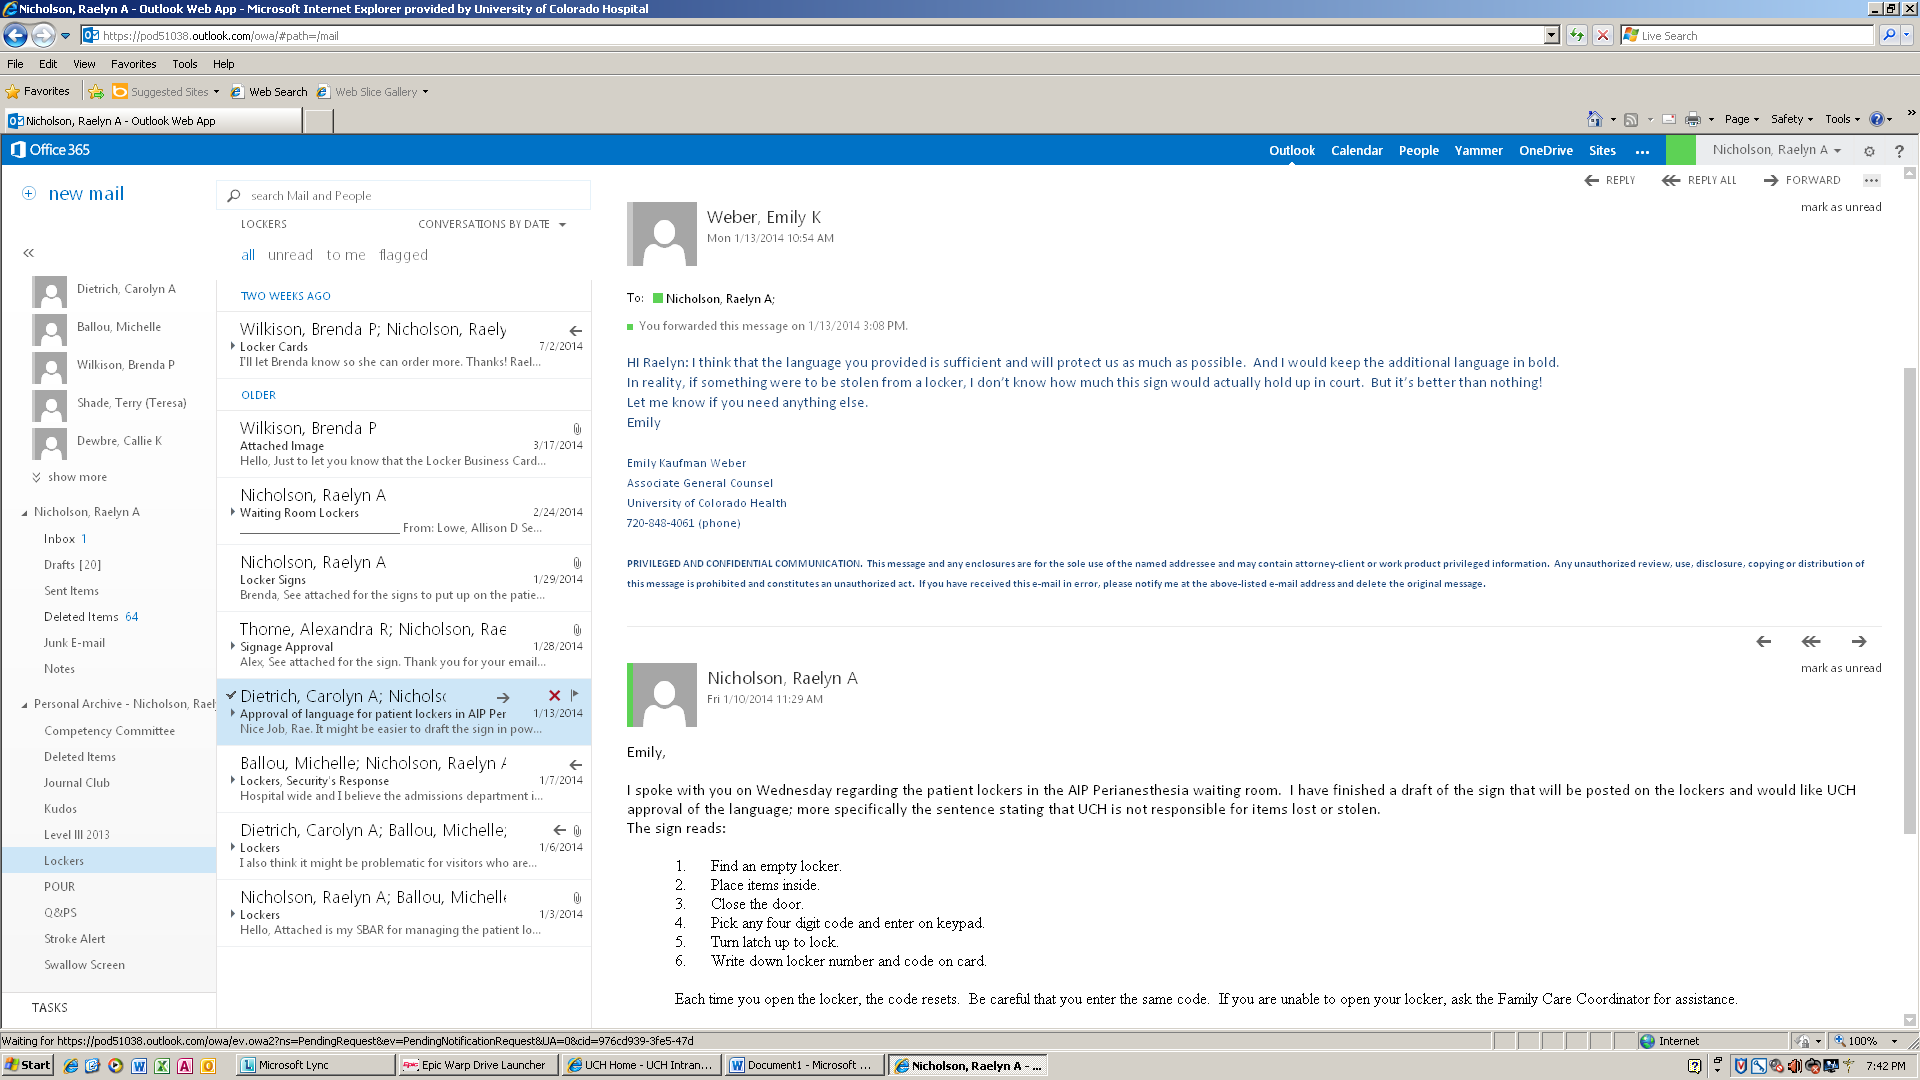 Nicholson, Raelyn A - Outlook Web App - Microsoft Internet Explorer provided by University of Colorado Hospital
https://pod51038.outlook.com/owa/#path=/mail
Live Search
File Edit View Favorites Tools Help
Favorites Suggested Sites Web Search Web Slice Gallery
Nicholson, Raelyn A - Outlook Web App
Page Safety Tools
Office 365
Outlook Calendar People Yammer OneDrive Sites ... Nicholson, Raelyn A ?
new mail
Dietrich, Carolyn A
Ballou, Michelle
Wilkison, Brenda P
Shade, Terry (Teresa)
Dewbre, Callie K
show more
Nicholson, Raelyn A
Inbox 1
Drafts [20]
Sent Items
Deleted Items 64
Junk E-mail
Notes
Personal Archive - Nicholson, Rael
Competency Committee
Deleted Items
Journal Club
Kudos
Level III 2013
Lockers
POUR
Q&PS
Stroke Alert
Swallow Screen
TASKS
search Mail and People
LOCKERS CONVERSATIONS BY DATE
all unread to me flagged
TWO WEEKS AGO
Wilkison, Brenda P; Nicholson, Raely
Locker Cards 7/2/2014
I'll let Brenda know so she can order more. Thanks! Rael...
OLDER
Wilkison, Brenda P
Attached Image 3/17/2014
Hello, Just to let you know that the Locker Business Card...
Nicholson, Raelyn A
Waiting Room Lockers 2/24/2014
________________________ From: Lowe, Allison D Se...
Nicholson, Raelyn A
Locker Signs 1/29/2014
Brenda, See attached for the signs to put up on the patie...
Thorne, Alexandra R; Nicholson, Rae
Signage Approval 1/28/2014
Alex, See attached for the sign. Thank you for your email...
Dietrich, Carolyn A; Nicholso
Approval of language for patient lockers in AIP Per 1/13/2014
Nice Job, Rae. It might be easier to draft the sign in pow...
Ballou, Michelle; Nicholson, Raelyn A
Lockers, Security's Response 1/7/2014
Hospital wide and I believe the admissions department i...
Dietrich, Carolyn A; Ballou, Michelle;
Lockers 1/6/2014
I also think it might be problematic for visitors who are...
Nicholson, Raelyn A; Ballou, Michelle
Lockers 1/3/2014
Hello, Attached is my SBAR for managing the patient lo...
REPLY REPLY ALL FORWARD ...
mark as unread
Weber, Emily K
Mon 1/13/2014 10:54 AM
To: Nicholson, Raelyn A;
You forwarded this message on 1/13/2014 3:08 PM.
HI Raelyn: I think that the language you provided is sufficient and will protect us as much as possible. And I would keep the additional language in bold.
In reality, if something were to be stolen from a locker, I don't know how much this sign would actually hold up in court. But it's better than nothing!
Let me know if you need anything else.
Emily
Emily Kaufman Weber
Associate General Counsel
University of Colorado Health
720-848-4061 (phone)
PRIVILEGED AND CONFIDENTIAL COMMUNICATION. This message and any enclosures are for the sole use of the named addressee and may contain attorney-client or work product privileged information. Any unauthorized review, use, disclosure, copying or distribution of
this message is prohibited and constitutes an unauthorized act. If you have received this e-mail in error, please notify me at the above-listed e-mail address and delete the original message.
mark as unread
Nicholson, Raelyn A
Fri 1/10/2014 11:29 AM
Emily,
I spoke with you on Wednesday regarding the patient lockers in the AIP Perianesthesia waiting room. I have finished a draft of the sign that will be posted on the lockers and would like UCH
approval of the language; more specifically the sentence stating that UCH is not responsible for items lost or stolen.
The sign reads:
1. Find an empty locker.
2. Place items inside.
3. Close the door.
4. Pick any four digit code and enter on keypad.
5. Turn latch up to lock.
6. Write down locker number and code on card.
Each time you open the locker, the code resets. Be careful that you enter the same code. If you are unable to open your locker, ask the Family Care Coordinator for assistance.
Waiting for https://pod51038.outlook.com/owa/ev.owa2?ns=PendingRequest&ev=PendingNotificationRequest&UA=0&cid=976cd939-3fe5-47d
Internet 100%
Start Microsoft Lync Epic Warp Drive Launcher UCH Home - UCH Intran... Document1 - Microsoft ... Nicholson, Raelyn A - ... 7:42 PM